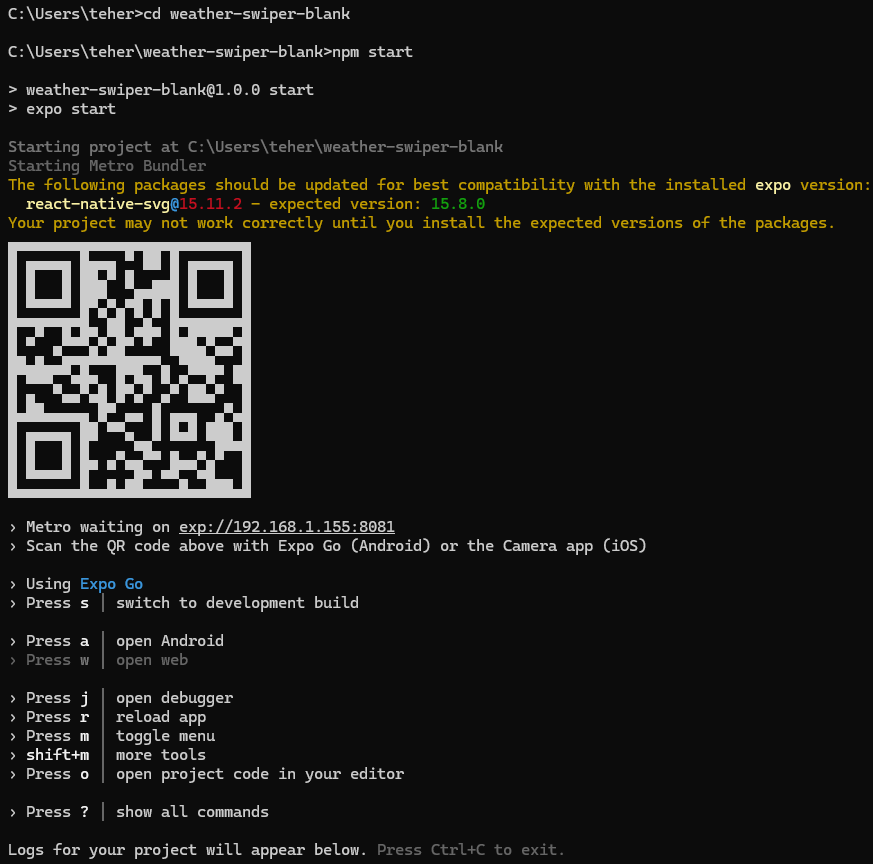 C:\Users\teher>cd weather-swiper-blank
C:\Users\teher\weather-swiper-blank>npm start
> weather-swiper-blank@1.0.0 start
> expo start
Starting project at C:\Users\teher\weather-swiper-blank
Starting Metro Bundler
The following packages should be updated for best compatibility with the installed expo version:
react-native-svg@15.11.2 - expected version: 15.8.0
Your project may not work correctly until you install the expected versions of the packages.
› Metro waiting on exp://192.168.1.155:8081
› Scan the QR code above with Expo Go (Android) or the Camera app (iOS)
› Using Expo Go
› Press s │ switch to development build
› Press a │ open Android
› Press w │ open web
› Press j │ open debugger
› Press r │ reload app
› Press m │ toggle menu
› shift+m │ more tools
› Press o │ open project code in your editor
› Press ? │ show all commands
Logs for your project will appear below. Press Ctrl+C to exit.